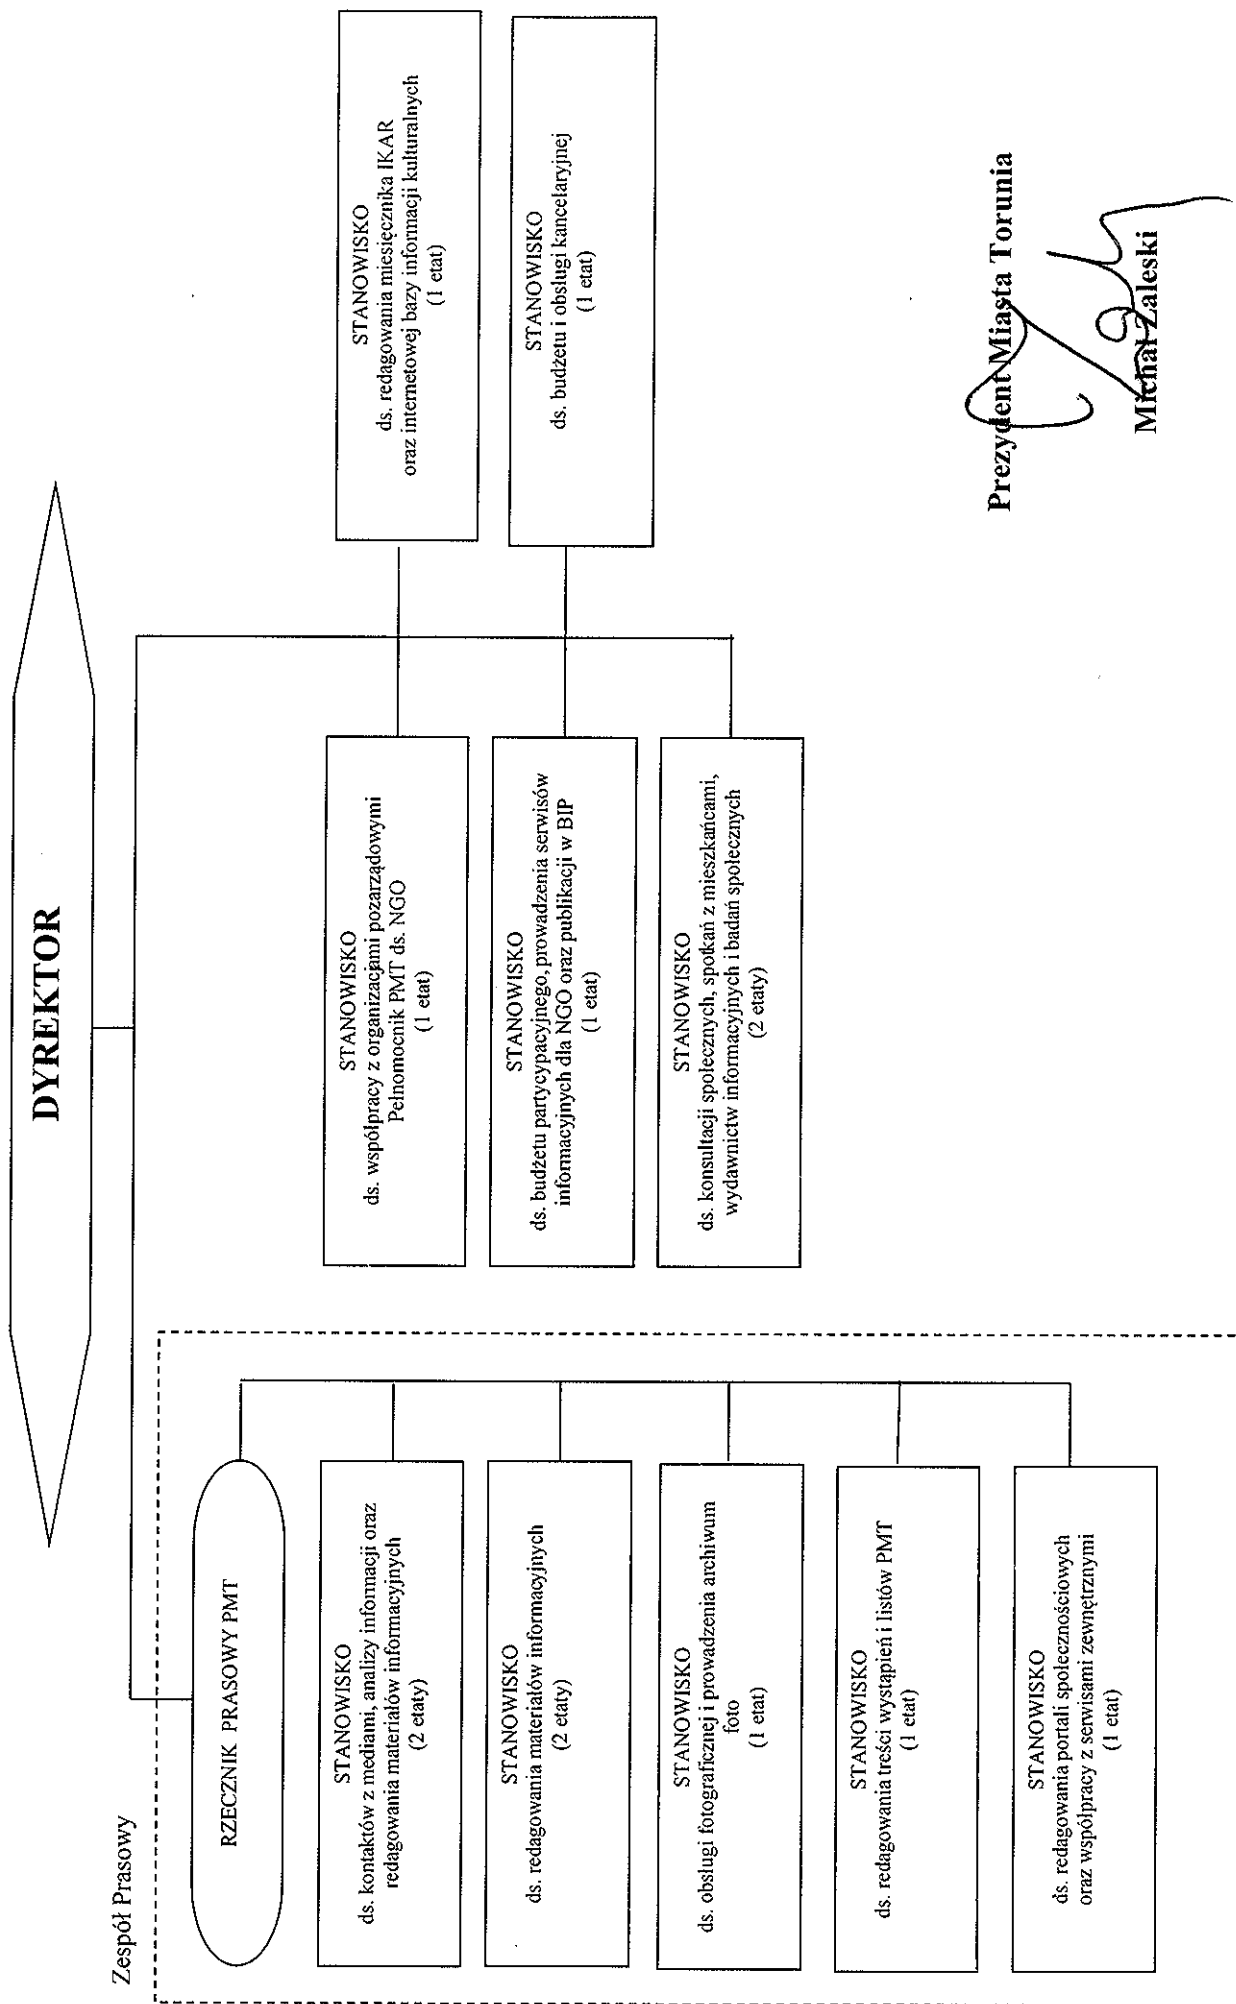 DYREKTOR
Zespół Prasowy
RZECZNIK PRASOWY PMT
STANOWISKO
ds. kontaktów z mediami, analizy informacji oraz
redagowania materiałów informacyjnych
(2 etaty)
STANOWISKO
ds. redagowania materiałów informacyjnych
(2 etaty)
STANOWISKO
ds. obsługi fotograficznej i prowadzenia archiwum
foto
(1 etat)
STANOWISKO
ds. redagowania treści wystąpień i listów PMT
(1 etat)
STANOWISKO
ds. redagowania portali społecznościowych
oraz współpracy z serwisami zewnętrznymi
(1 etat)
STANOWISKO
ds. współpracy z organizacjami pozarządowymi
Pełnomocnik PMT ds. NGO
(1 etat)
STANOWISKO
ds. budżetu partycypacyjnego, prowadzenia serwisów
informacyjnych dla NGO oraz publikacji w BIP
(1 etat)
STANOWISKO
ds. konsultacji społecznych, spotkań z mieszkańcami,
wydawnictw informacyjnych i badań społecznych
(2 etaty)
STANOWISKO
ds. redagowania miesięcznika IKAR
oraz internetowej bazy informacji kulturalnych
(1 etat)
STANOWISKO
ds. budżetu i obsługi kancelaryjnej
(1 etat)
Prezydent Miasta Torunia
Michał Zaleski